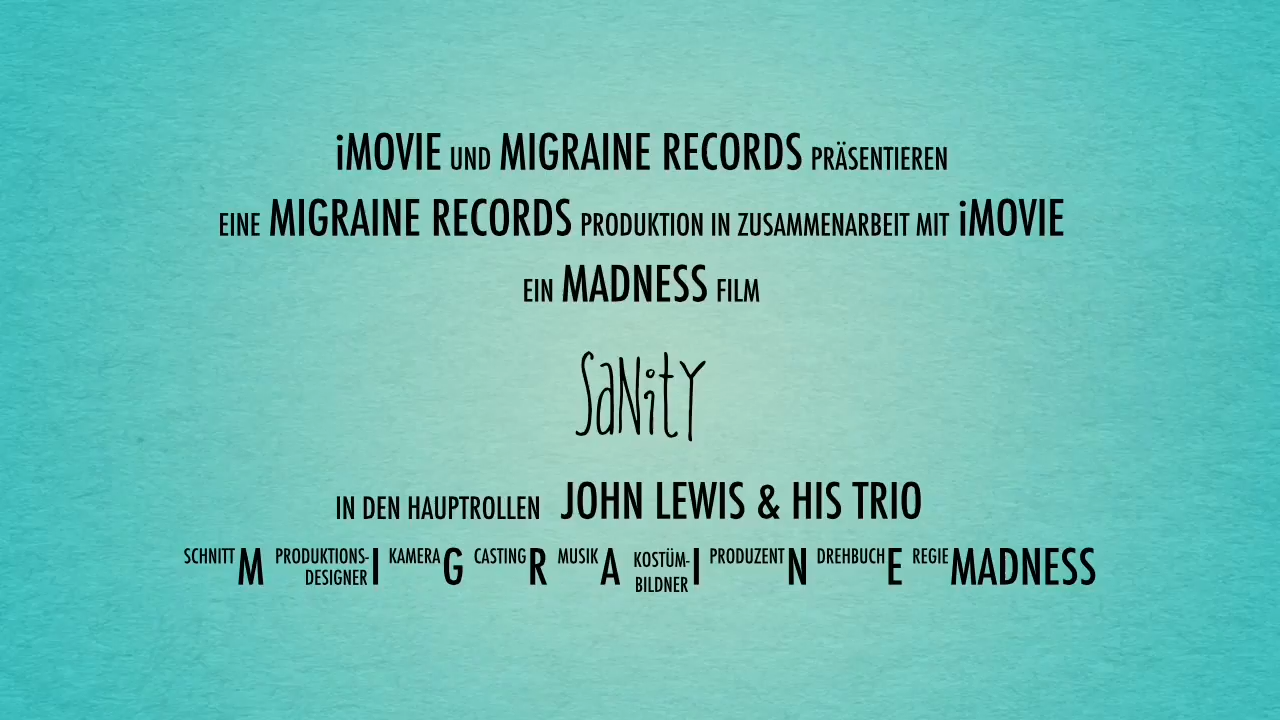 iMOVIE UND MIGRAINE RECORDS PRÄSENTIEREN
EINE MIGRAINE RECORDS PRODUKTION IN ZUSAMMENARBEIT MIT iMOVIE
EIN MADNESS FILM
SaNitY
IN DEN HAUPTROLLEN JOHN LEWIS & HIS TRIO
SCHNITT M PRODUKTIONS-DESIGNER I KAMERA G CASTING R MUSIK A KOSTÜM-BILDNER I PRODUZENT N DREHBUCH E REGIE MADNESS